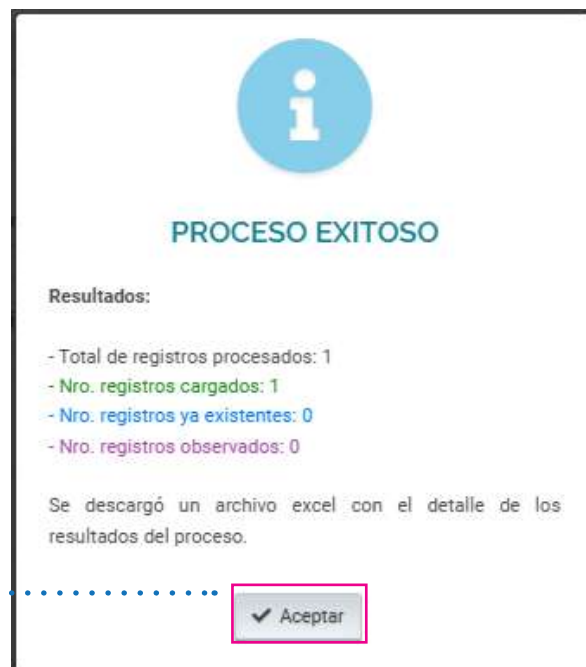 PROCESO EXITOSO
Resultados:
- Total de registros procesados: 1
- Nro. registros cargados: 1
- Nro. registros ya existentes: 0
- Nro. registros observados: 0
Se descargó un archivo excel con el detalle de los
resultados del proceso.
Aceptar